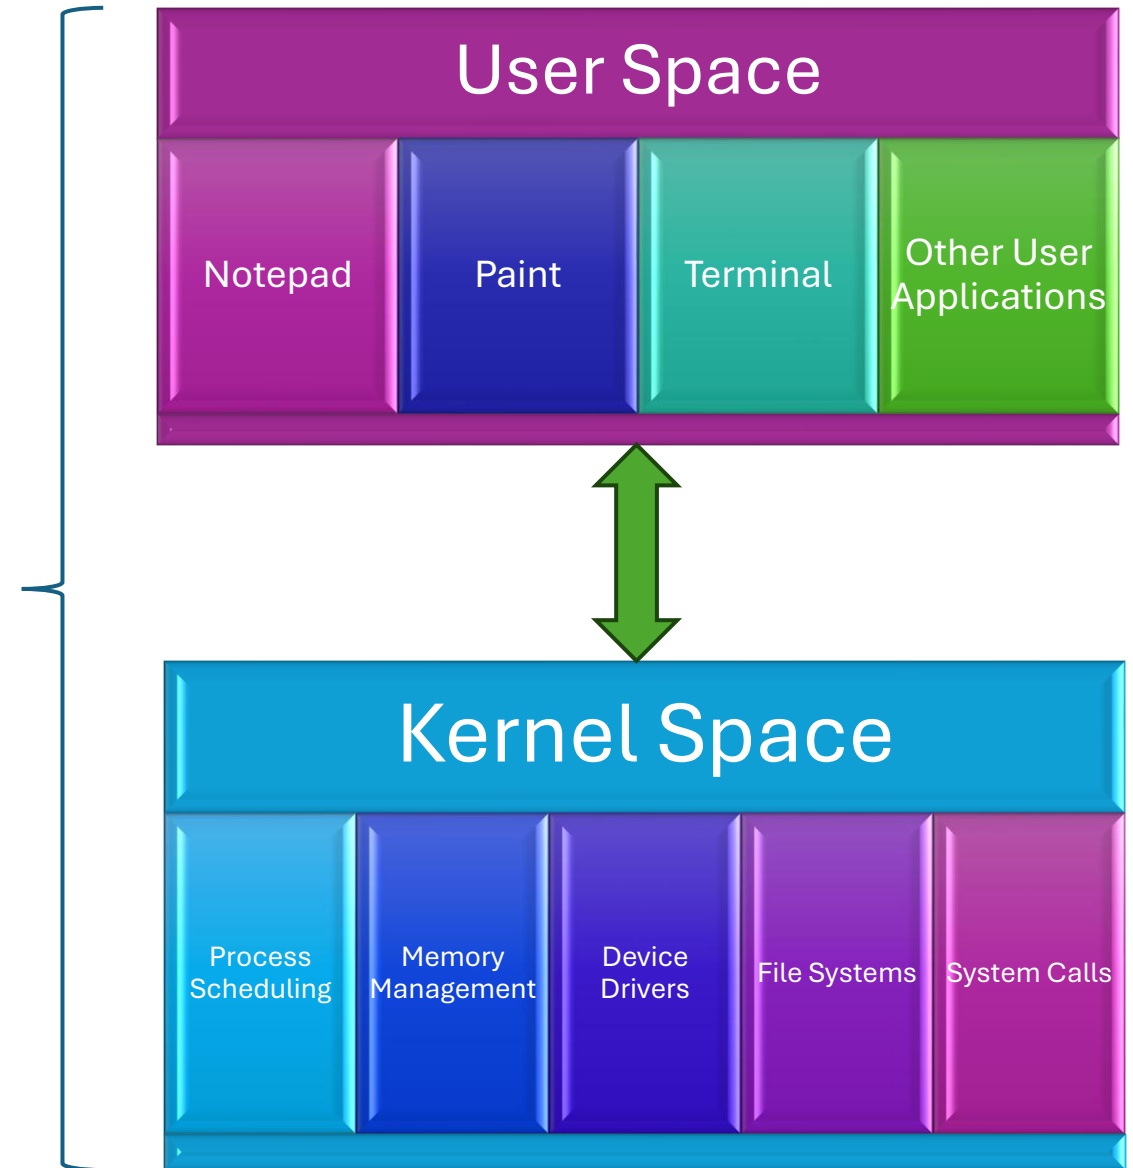 User Space
Notepad
Paint
Terminal
Other User
Applications
Kernel Space
Process
Scheduling
Memory
Management
Device
Drivers
File Systems
System Calls